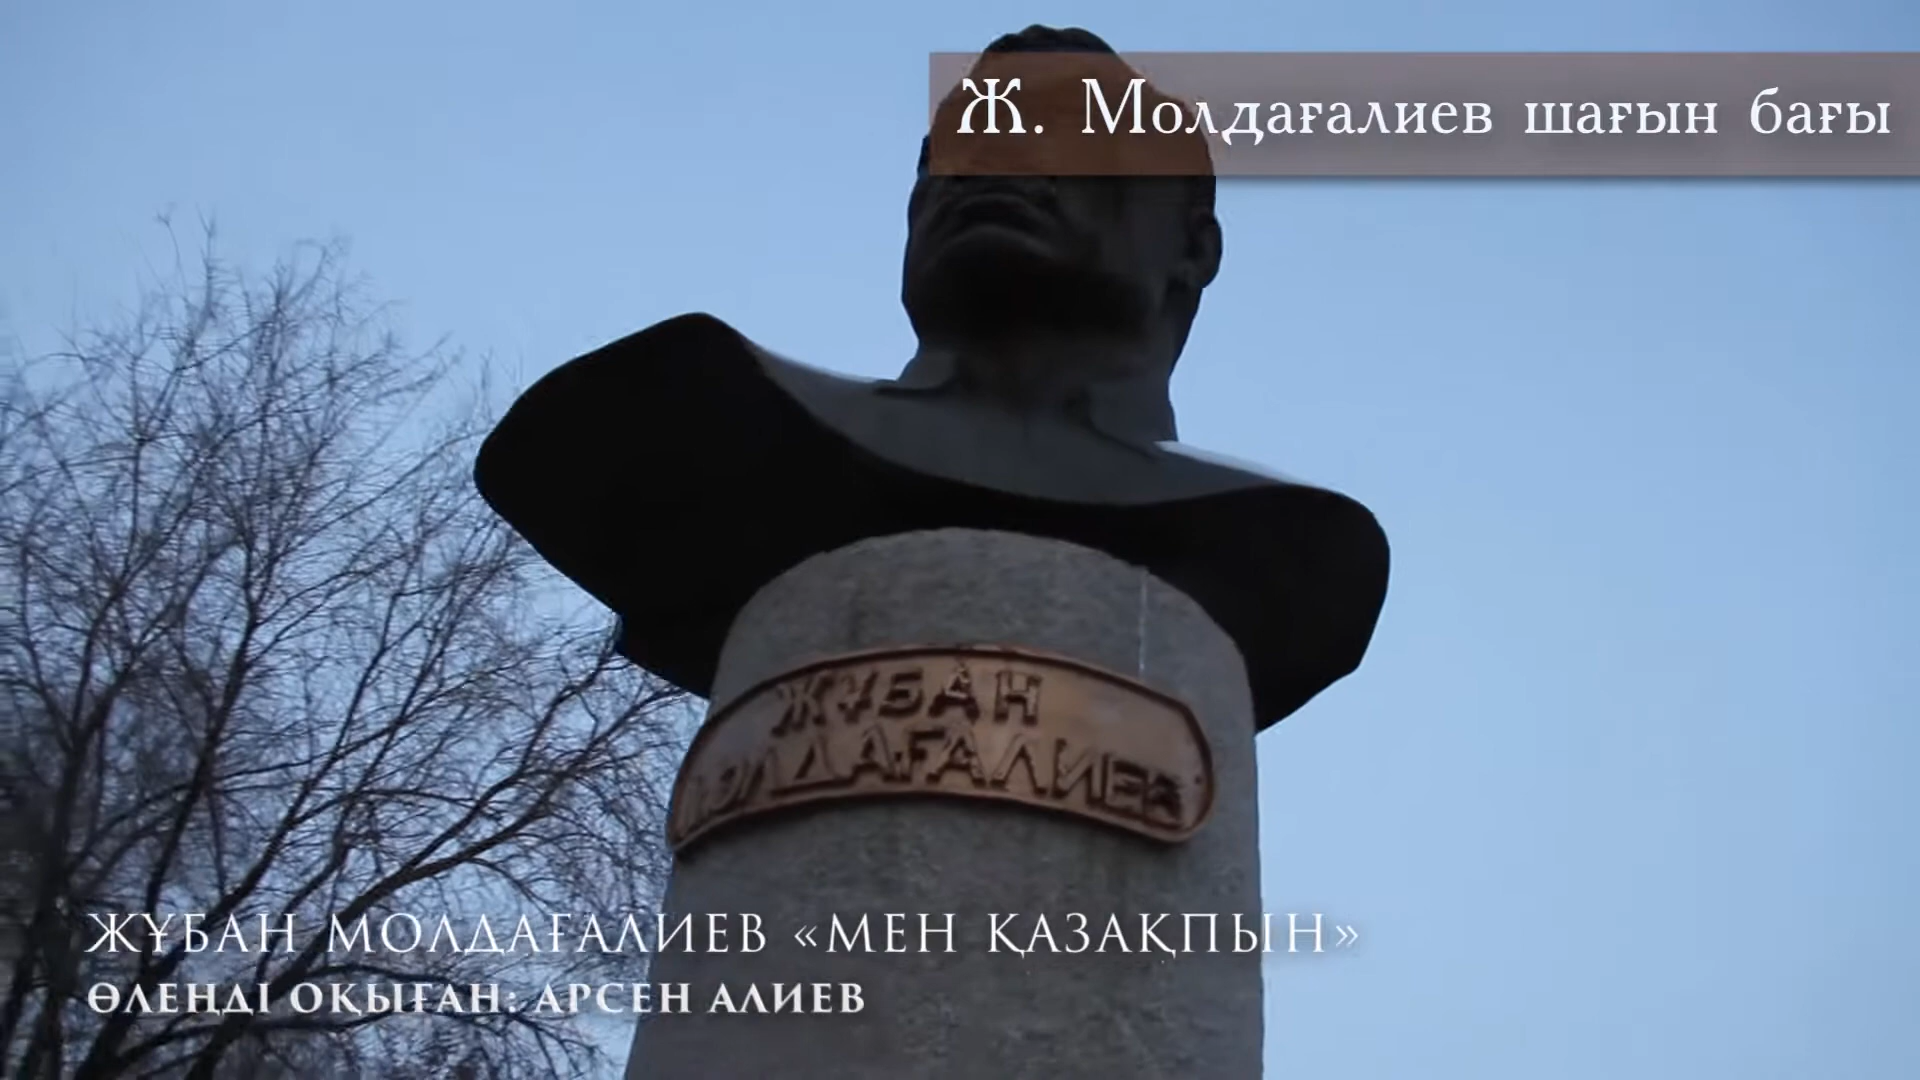 Ж. Молдағалиев шағын бағы
ЖҰБАН
МОЛДАҒАЛИЕВ
ЖҰБАН МОЛДАҒАЛИЕВ «МЕН ҚАЗАҚПЫН»
ӨЛЕҢДІ ОҚЫҒАН: АРСЕН АЛИЕВ